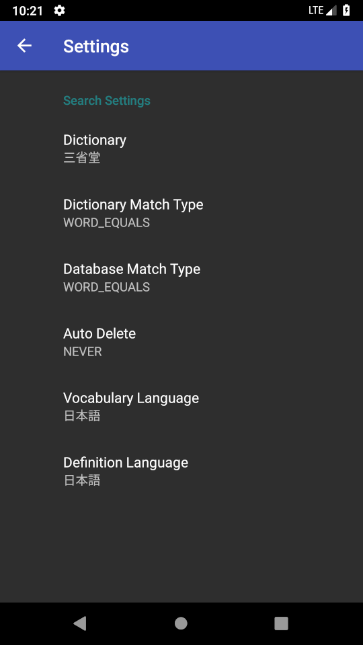 10:21 LTE
Settings
Search Settings
Dictionary
三省堂
Dictionary Match Type
WORD_EQUALS
Database Match Type
WORD_EQUALS
Auto Delete
NEVER
Vocabulary Language
日本語
Definition Language
日本語